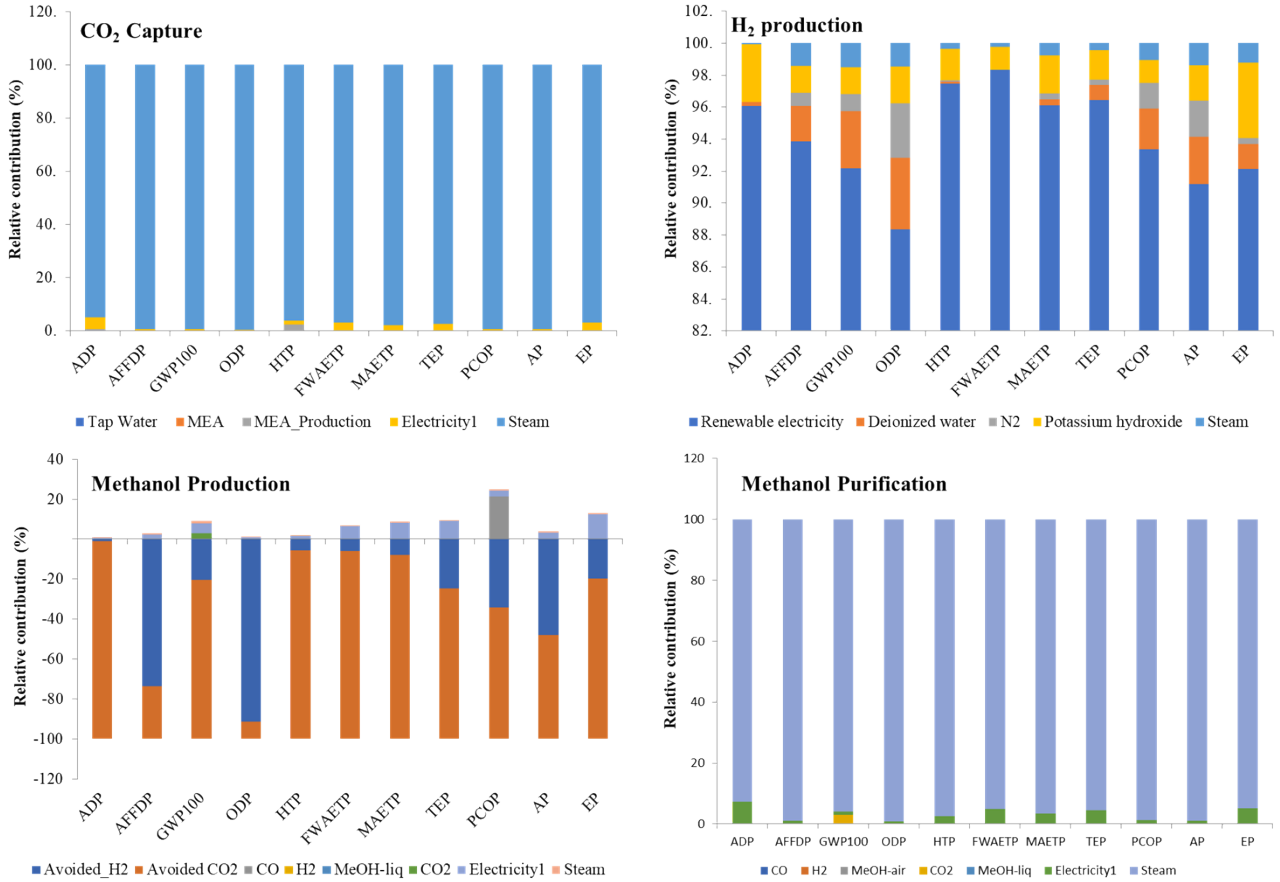 CO2 Capture
Relative contribution (%)
120.
100.
80.
60.
40.
20.
0.
ADP
AFFDP
GWP100
ODP
HTP
FWAETP
MAETP
TEP
PCOP
AP
EP
Tap Water MEA MEA_Production Electricity1 Steam
H2 production
Relative contribution (%)
102.
100.
98.
96.
94.
92.
90.
88.
86.
84.
82.
ADP
AFFDP
GWP100
ODP
HTP
FWAETP
MAETP
TEP
PCOP
AP
EP
Renewable electricity Deionized water N2 Potassium hydroxide Steam
Methanol Production
Relative contribution (%)
40
20
0
-20
-40
-60
-80
-100
-120
ADP
AFFDP
GWP100
ODP
HTP
FWAETP
MAETP
TEP
PCOP
AP
EP
Avoided_H2 Avoided CO2 CO H2 MeOH-liq CO2 Electricity1 Steam
Methanol Purification
Relative contribution (%)
120
100
80
60
40
20
0
ADP AFFDP GWP100 ODP HTP FWAETP MAETP TEP PCOP AP EP
CO H2 MeOH-air CO2 MeOH-liq Electricity1 Steam